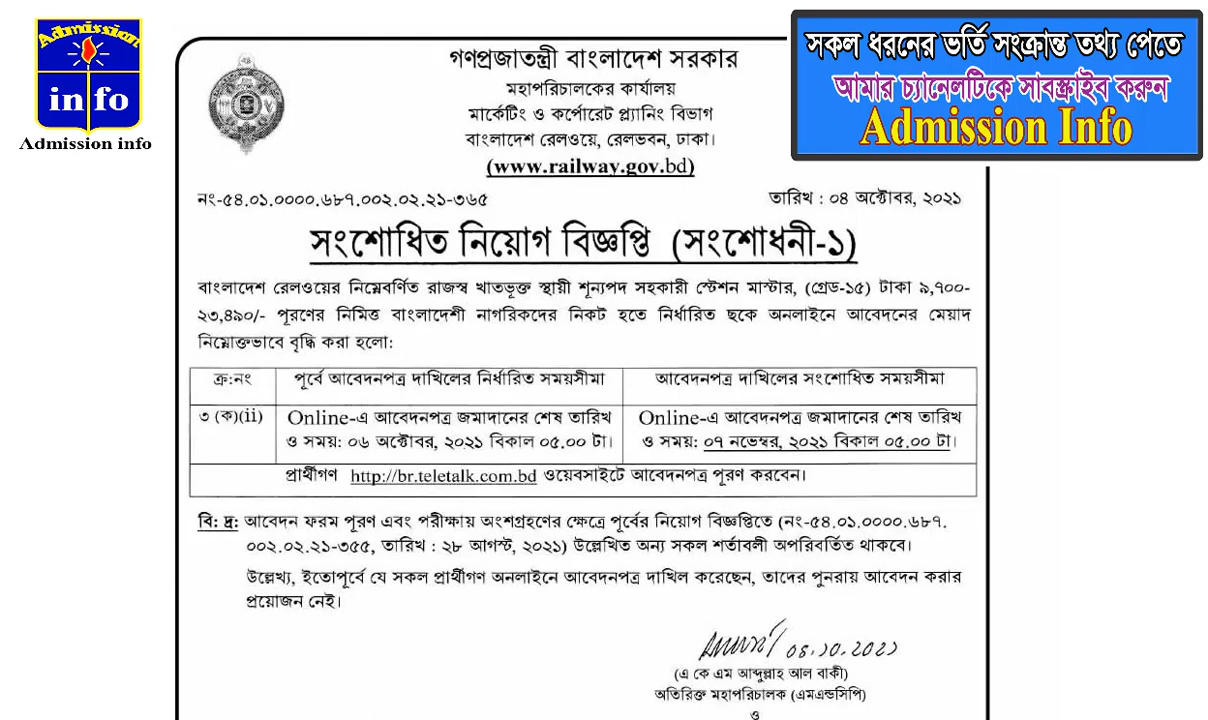 Admission
info
Admission info
সকল ধরনের ভর্তি সংক্রান্ত তথ্য পেতে
আমার চ্যানেলটিকে সাবস্ক্রাইব করুন
Admission Info
গণপ্রজাতন্ত্রী বাংলাদেশ সরকার
মহাপরিচালকের কার্যালয়
মার্কেটিং ও কর্পোরেট প্ল্যানিং বিভাগ
বাংলাদেশ রেলওয়ে, রেলভবন, ঢাকা।
(www.railway.gov.bd)
নং-৫৪.০১.০০০০.৬৮৭.০০২.০২.২১-৩৬৫ তারিখ : ০৪ অক্টোবর, ২০২১
সংশোধিত নিয়োগ বিজ্ঞপ্তি (সংশোধনী-১)
বাংলাদেশ রেলওয়ের নিম্নেবর্ণিত রাজস্ব খাতভূক্ত স্থায়ী শূন্যপদ সহকারী স্টেশন মাস্টার, (গ্রেড-১৫) টাকা ৯,৭০০-
২৩,৪৯০/- পূরণের নিমিত্ত বাংলাদেশী নাগরিকদের নিকট হতে নির্ধারিত ছকে অনলাইনে আবেদনের মেয়াদ
নিম্নোক্তভাবে বৃদ্ধি করা হলো:
ক্র:নং পূর্বে আবেদনপত্র দাখিলের নির্ধারিত সময়সীমা আবেদনপত্র দাখিলের সংশোধিত সময়সীমা
৩ (ক)(ii) Online-এ আবেদনপত্র জমাদানের শেষ তারিখ Online-এ আবেদনপত্র জমাদানের শেষ তারিখ
ও সময়: ০৬ অক্টোবর, ২০২১ বিকাল ০৫.০০ টা। ও সময়: ০৭ নভেম্বর, ২০২১ বিকাল ০৫.০০ টা।
প্রার্থীগণ http://br.teletalk.com.bd ওয়েবসাইটে আবেদনপত্র পূরণ করবেন।
বি: দ্র: আবেদন ফরম পূরণ এবং পরীক্ষায় অংশগ্রহণের ক্ষেত্রে পূর্বের নিয়োগ বিজ্ঞপ্তিতে (নং-৫৪.০১.০০০০.৬৮৭.
০০২.০২.২১-৩৫৫, তারিখ : ২৮ আগস্ট, ২০২১) উল্লেখিত অন্য সকল শর্তাবলী অপরিবর্তিত থাকবে।
উল্লেখ্য, ইতোপূর্বে যে সকল প্রার্থীগণ অনলাইনে আবেদনপত্র দাখিল করেছেন, তাদের পুনরায় আবেদন করার
প্রয়োজন নেই।
০৪.১০.২০২১
(এ কে এম আব্দুল্লাহ আল বাকী)
অতিরিক্ত মহাপরিচালক (এমএন্ডসিপি)
ও